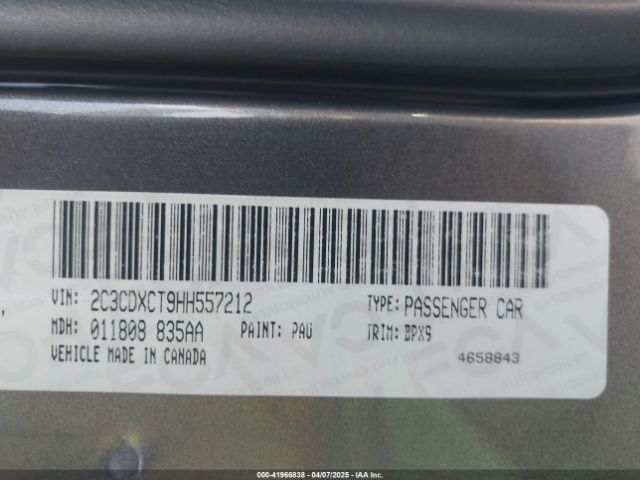 VIN: 2C3CDXCT9HH557212 TYPE: PASSENGER CAR
MDH: 011808 835AA PAINT: PAU TRIM: BPX9
VEHICLE MADE IN CANADA 4658843
000-41966838 - 04/07/2025 - IAA Inc.